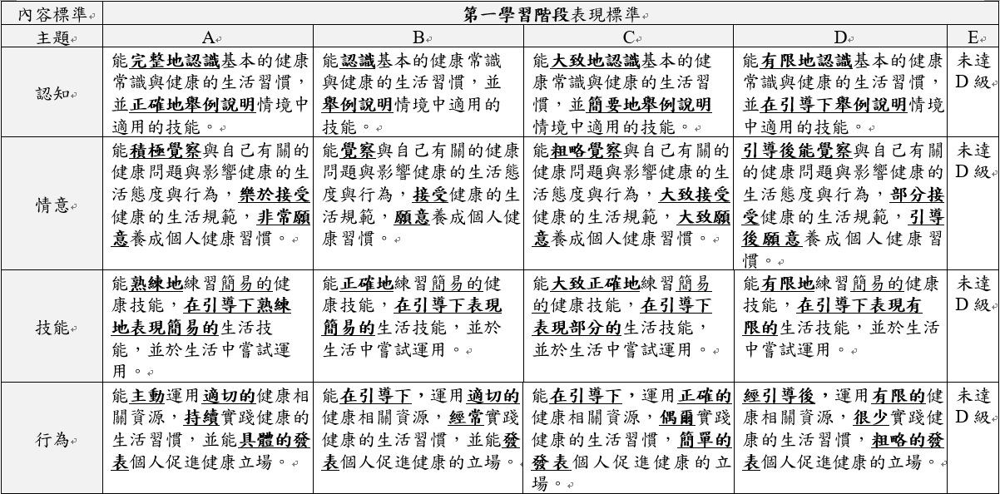 內容標準
第一學習階段表現標準
主題
A
B
C
D
E
認知
能完整地認識基本的健康
常識與健康的生活習慣，
並正確地舉例說明情境中
適用的技能。
能認識基本的健康常識
與健康的生活習慣，並
舉例說明情境中適用的
技能。
能大致地認識基本的健
康常識與健康的生活習
慣，並簡要地舉例說明
情境中適用的技能。
能有限地認識基本的健康
常識與健康的生活習慣，
並在引導下舉例說明情境
中適用的技能。
未達
D 級
情意
能積極覺察與自己有關的
健康問題與影響健康的生
活態度與行為，樂於接受
健康的生活規範，非常願
意養成個人健康習慣。
能覺察與自己有關的健康
問題與影響健康的生活態
度與行為，接受健康的生
活規範，願意養成個人健
康習慣。
能粗略覺察與自己有關的
健康問題與影響健康的生
活態度與行為，大致接受
健康的生活規範，大致願
意養成個人健康習慣。
引導後能覺察與自己有關
的健康問題與影響健康的
生活態度與行為，部分接
受健康的生活規範，引導
後願意養成個人健康習
慣。
未達
D 級
技能
能熟練地練習簡易的健
康技能，在引導下熟練
地表現簡易的生活技
能，並於生活中嘗試運
用。
能正確地練習簡易的健
康技能，在引導下表現
簡易的生活技能，並於
生活中嘗試運用。
能大致正確地練習簡易
的健康技能，在引導下
表現部分的生活技能，
並於生活中嘗試運用。
能有限地練習簡易的健康
技能，在引導下表現有
限的生活技能，並於生活
中嘗試運用。
未達
D 級
行為
能主動運用適切的健康相
關資源，持續實踐健康的
生活習慣，並能具體的發
表個人促進健康立場。
能在引導下，運用適切的
健康相關資源，經常實踐
健康的生活習慣，並能發
表個人促進健康的立場。
能在引導下，運用正確的
健康相關資源，偶爾實踐
健康的生活習慣，簡單的
發表個人促進健康的立
場。
經引導後，運用有限的健
康相關資源，很少實踐健
康的生活習慣，粗略的發
表個人促進健康的立場。
未達
D 級